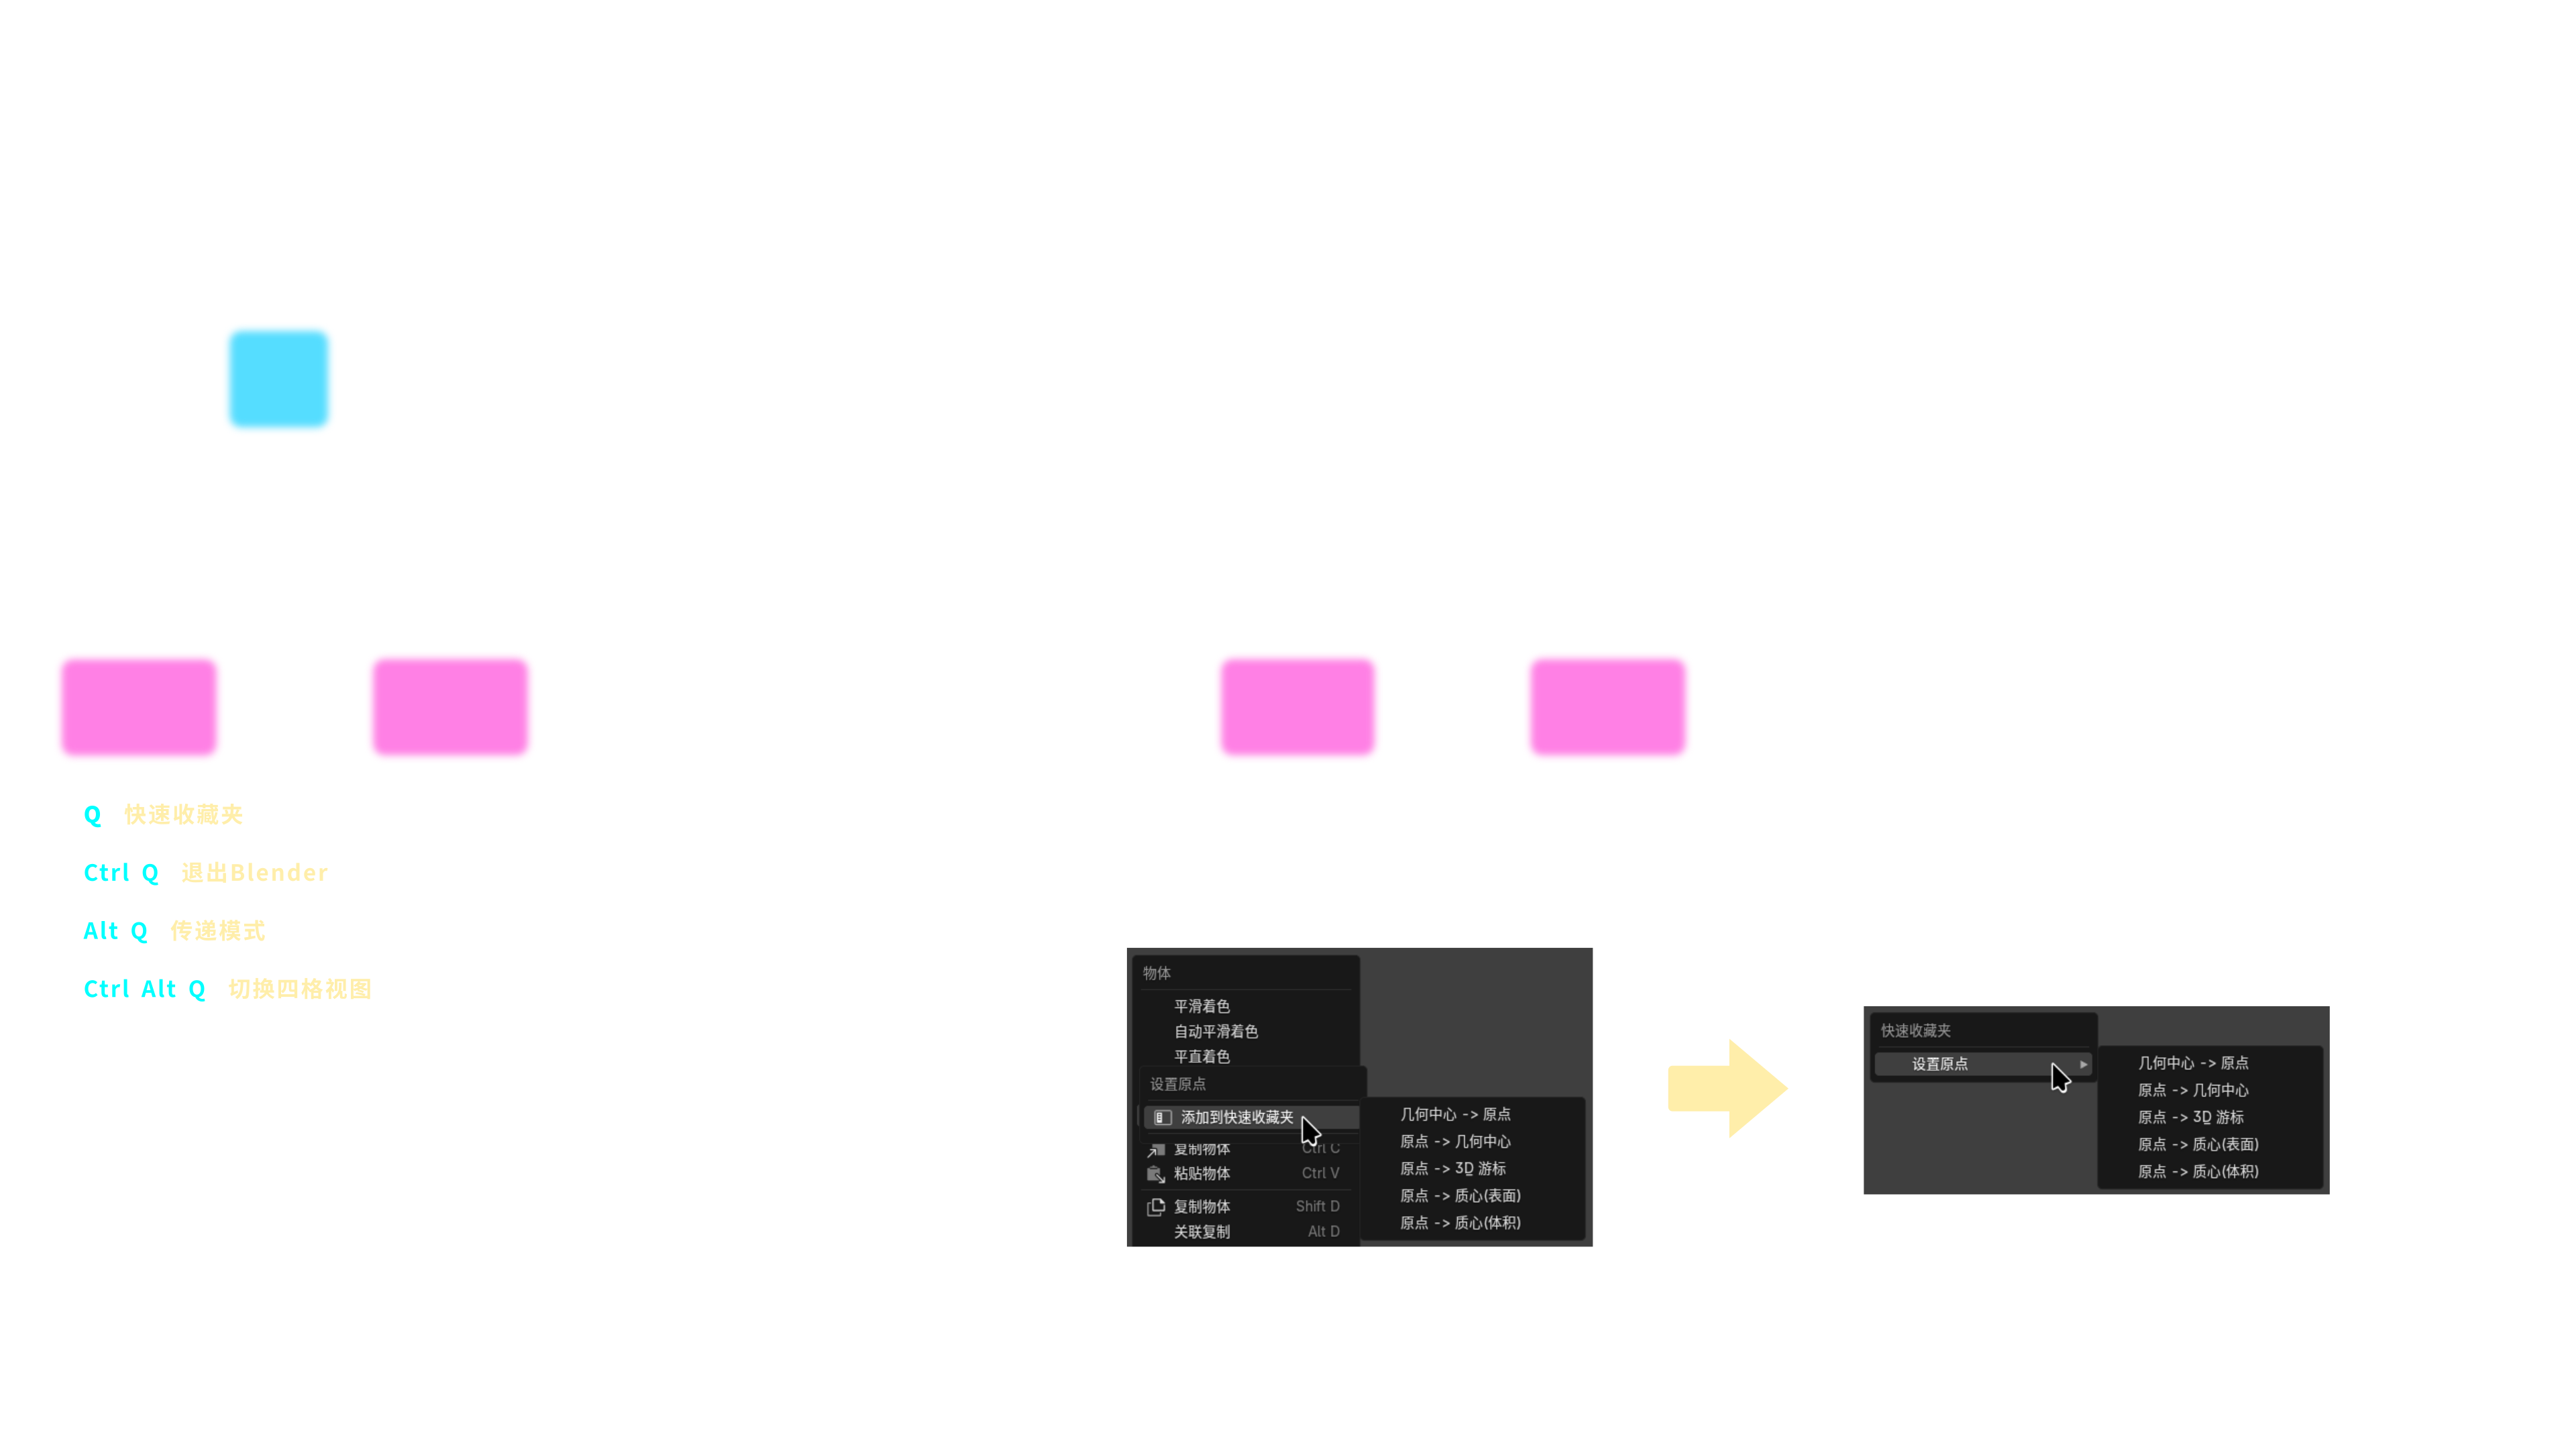 Q 快速收藏夹
Ctrl Q 退出Blender
Alt Q 传递模式
Ctrl Alt Q 切换四格视图
物体
平滑着色
自动平滑着色
平直着色
设置原点
添加到快速收藏夹
复制物体 Ctrl C
粘贴物体 Ctrl V
复制物体 Shift D
关联复制 Alt D
几何中心 -> 原点
原点 -> 几何中心
原点 -> 3D 游标
原点 -> 质心(表面)
原点 -> 质心(体积)
快速收藏夹
设置原点
几何中心 -> 原点
原点 -> 几何中心
原点 -> 3D 游标
原点 -> 质心(表面)
原点 -> 质心(体积)